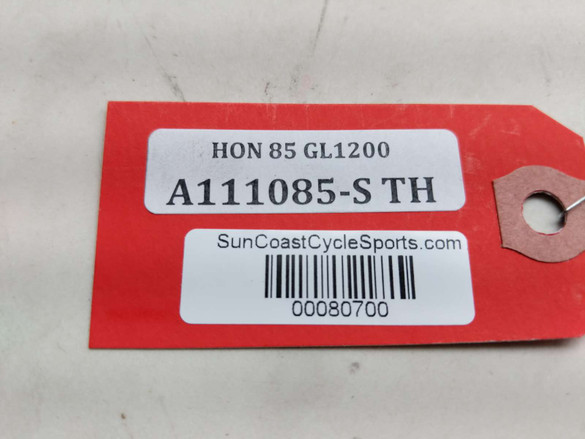 HON 85 GL1200
A111085-S TH
SunCoastCycleSports.com
00080700